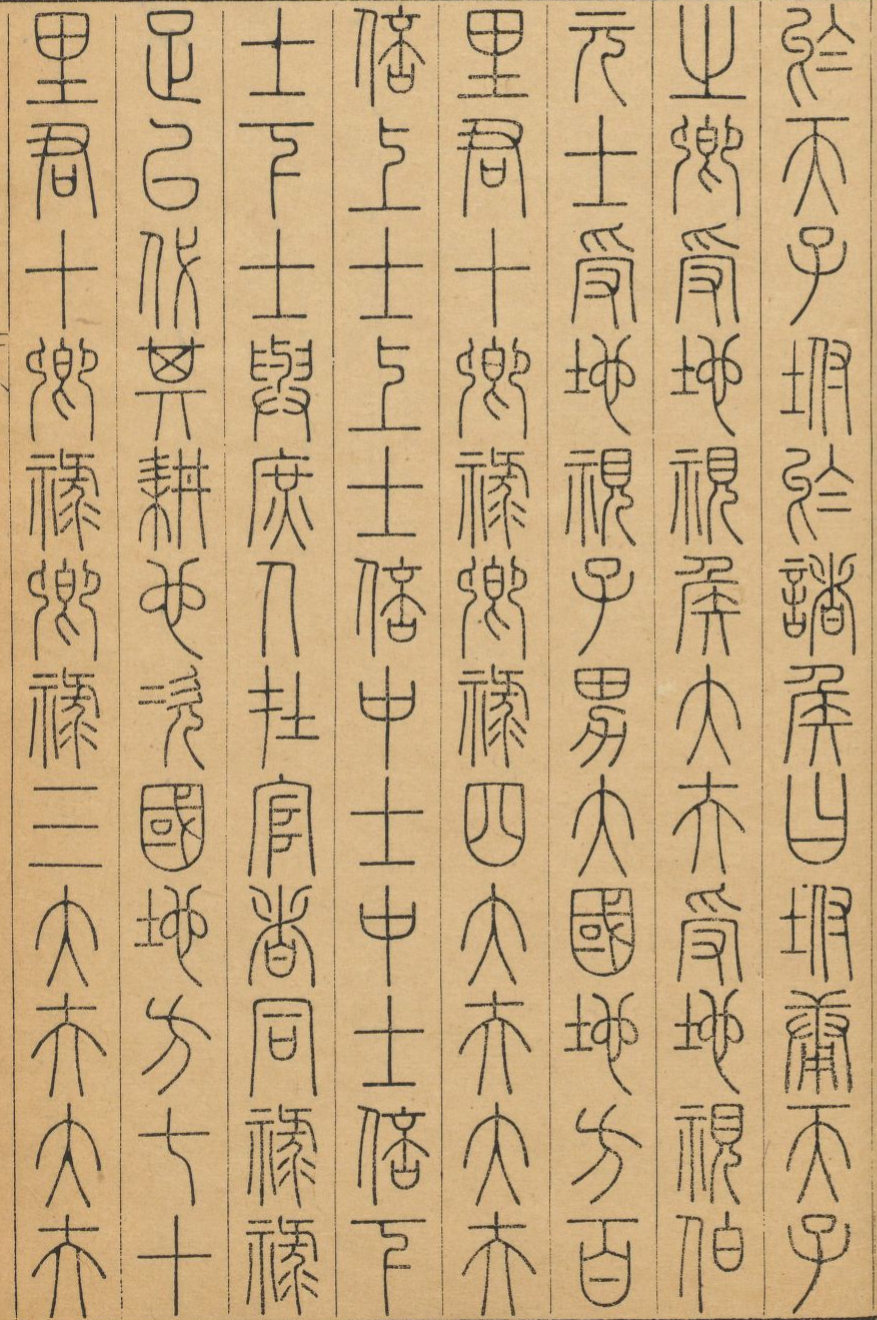 於天子坿於諸侯曰坿庸天子
之卿受地視侯大夫受地視伯
元士受地視子男大國地方百
里君十卿祿卿祿四大夫大夫
倍上士上士倍中士中士倍下
士下士與庶人在官者同祿祿
足以代其耕也次國地方七十
里君十卿祿卿祿三大夫大夫